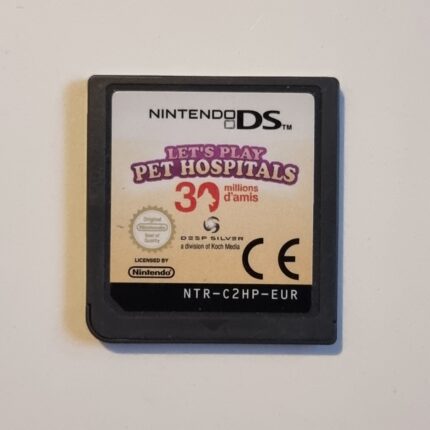 NINTENDO DS™
LET'S PLAY
PET HOSPITALS
30 millions
d'amis
Original
Nintendo
Seal of
Quality
DEEP SILVER
a division of Koch Media
CE
LICENSED BY
Nintendo
NTR-C2HP-EUR